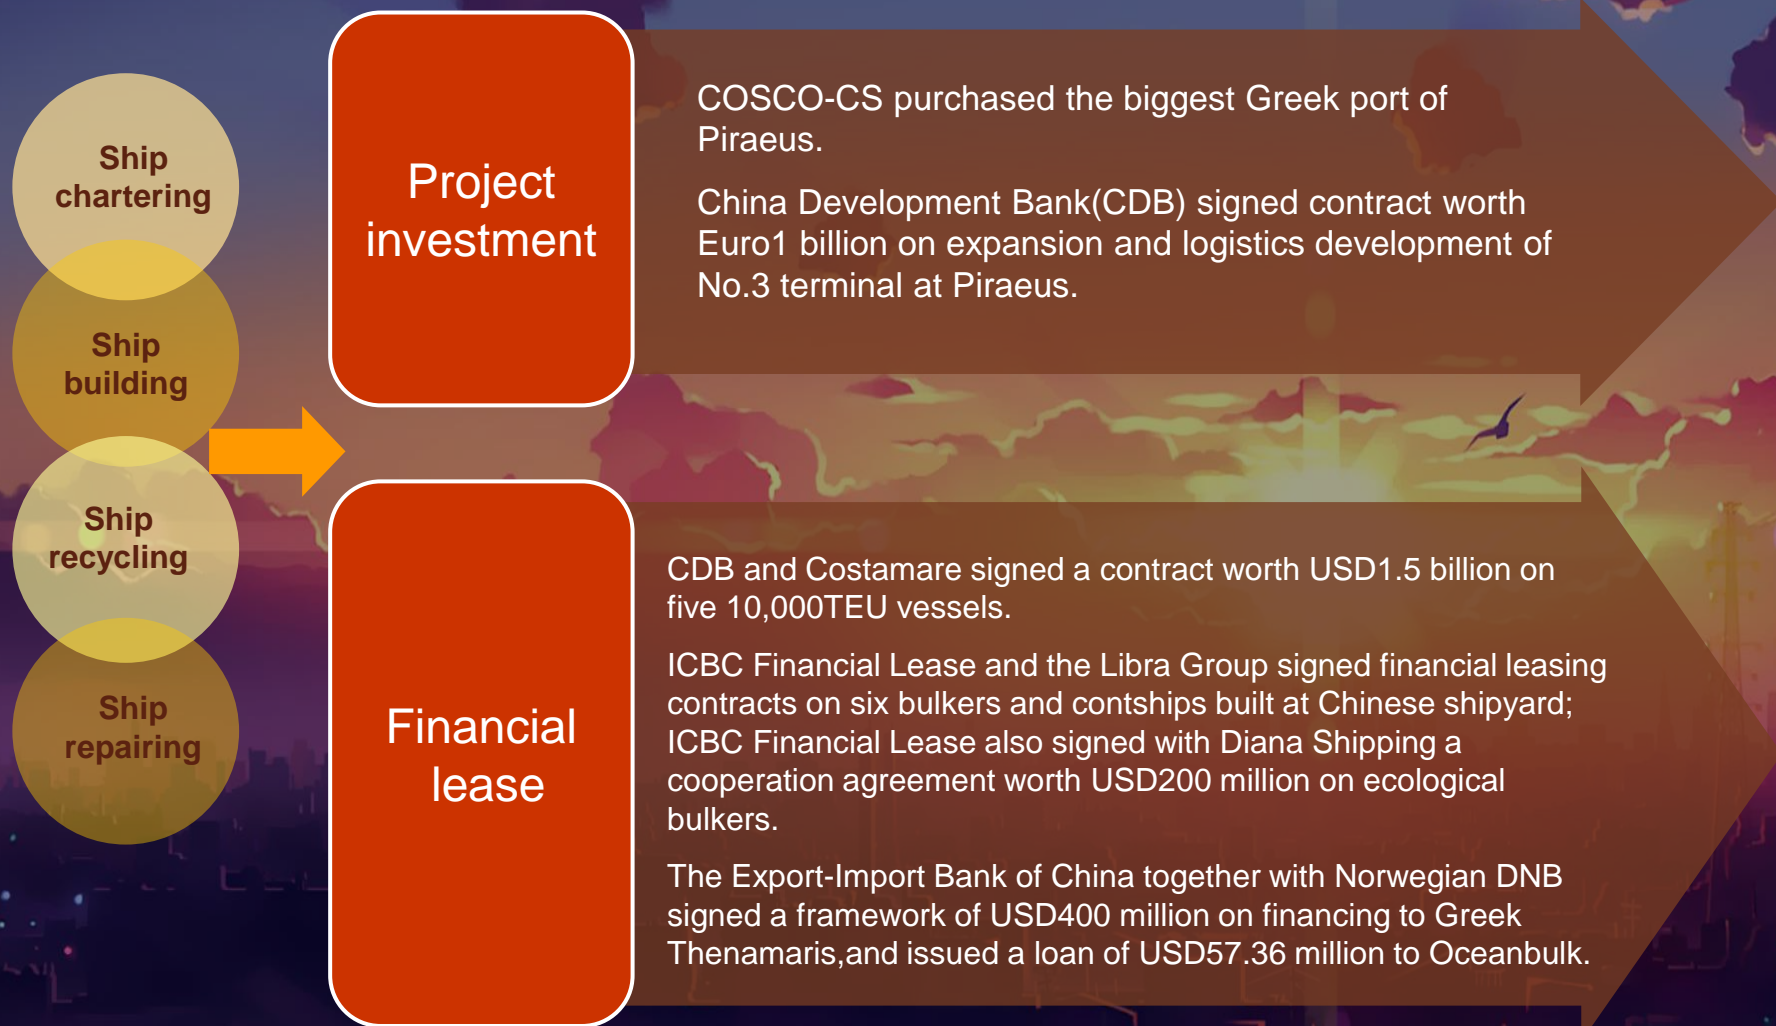 Ship
chartering
Ship
building
Ship
recycling
Ship
repairing
Project
investment
COSCO-CS purchased the biggest Greek port of
Piraeus.
China Development Bank(CDB) signed contract worth
Euro1 billion on expansion and logistics development of
No.3 terminal at Piraeus.
Financial
lease
CDB and Costamare signed a contract worth USD1.5 billion on
five 10,000TEU vessels.
ICBC Financial Lease and the Libra Group signed financial leasing
contracts on six bulkers and contships built at Chinese shipyard;
ICBC Financial Lease also signed with Diana Shipping a
cooperation agreement worth USD200 million on ecological
bulkers.
The Export-Import Bank of China together with Norwegian DNB
signed a framework of USD400 million on financing to Greek
Thenamaris,and issued a loan of USD57.36 million to Oceanbulk.